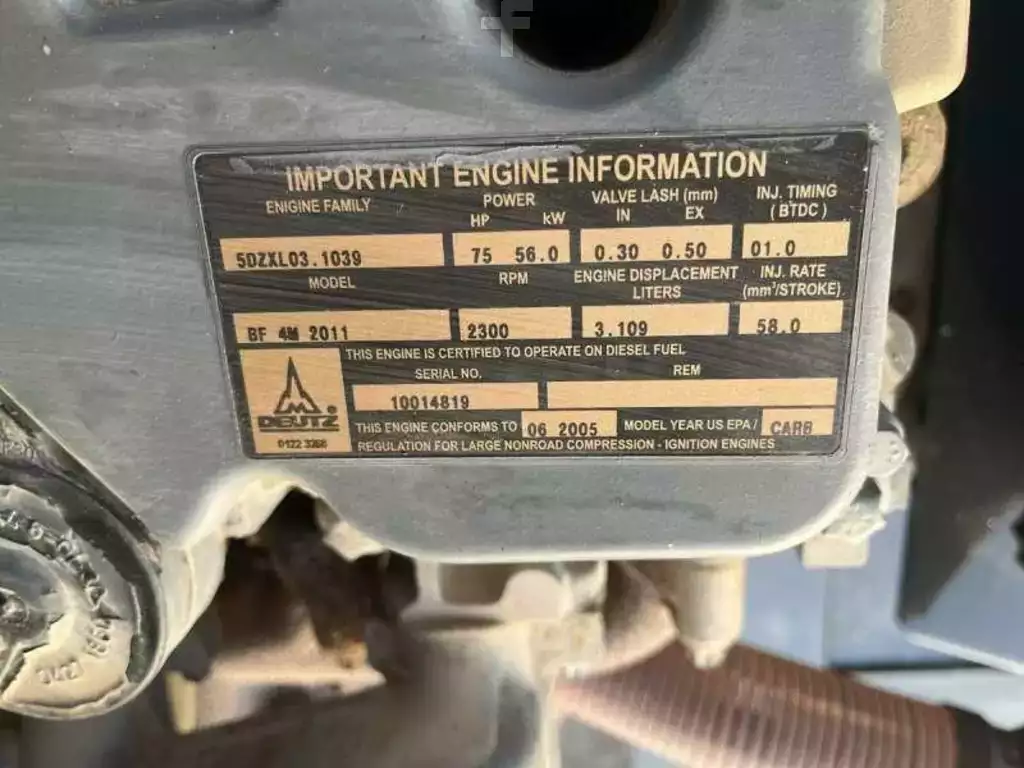 IMPORTANT ENGINE INFORMATION
ENIGINE FAMILY
POWER
HP kW
VALVE LASH (mm)
IN EX
INJ. TIMING
(BTDC)
5DZXL03.1039
75 56.0
0.30 0.50
01.0
MODEL
RPM
ENGINE DISPLACEMENT
LITERS
INJ. RATE
(mm³/STROKE)
BF 4M 2011
2300
3.109
58.0
THIS ENGINE IS CERTIFIED TO OPERATE ON DIESEL FUEL
SERIAL NO.
REM
10014819
DEUTZ®
0122 3268
THIS ENGINE CONFORMS TO 06 2005 MODEL YEAR US EPA / CARB
REGULATION FOR LARGE NONROAD COMPRESSION - IGNITION ENGINES